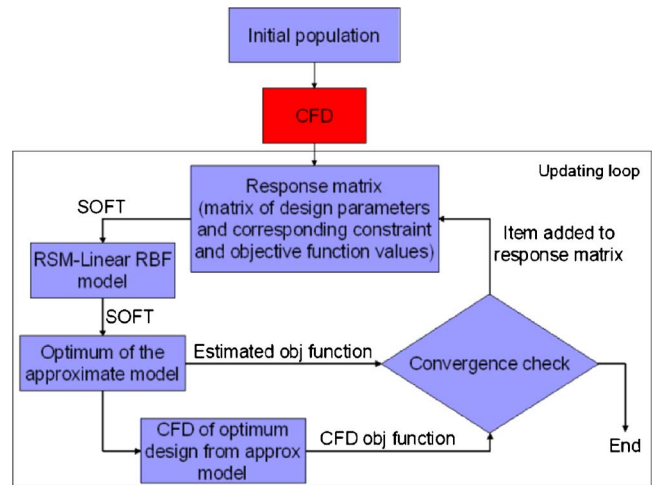 Initial population
CFD
Updating loop
Response matrix
(matrix of design parameters
and corresponding constraint
and objective function values)
SOFT
Item added to
response matrix
RSM-Linear RBF
model
SOFT
Optimum of the
approximate model
Estimated obj function
Convergence check
CFD of optimum
design from approx
model
CFD obj function
End